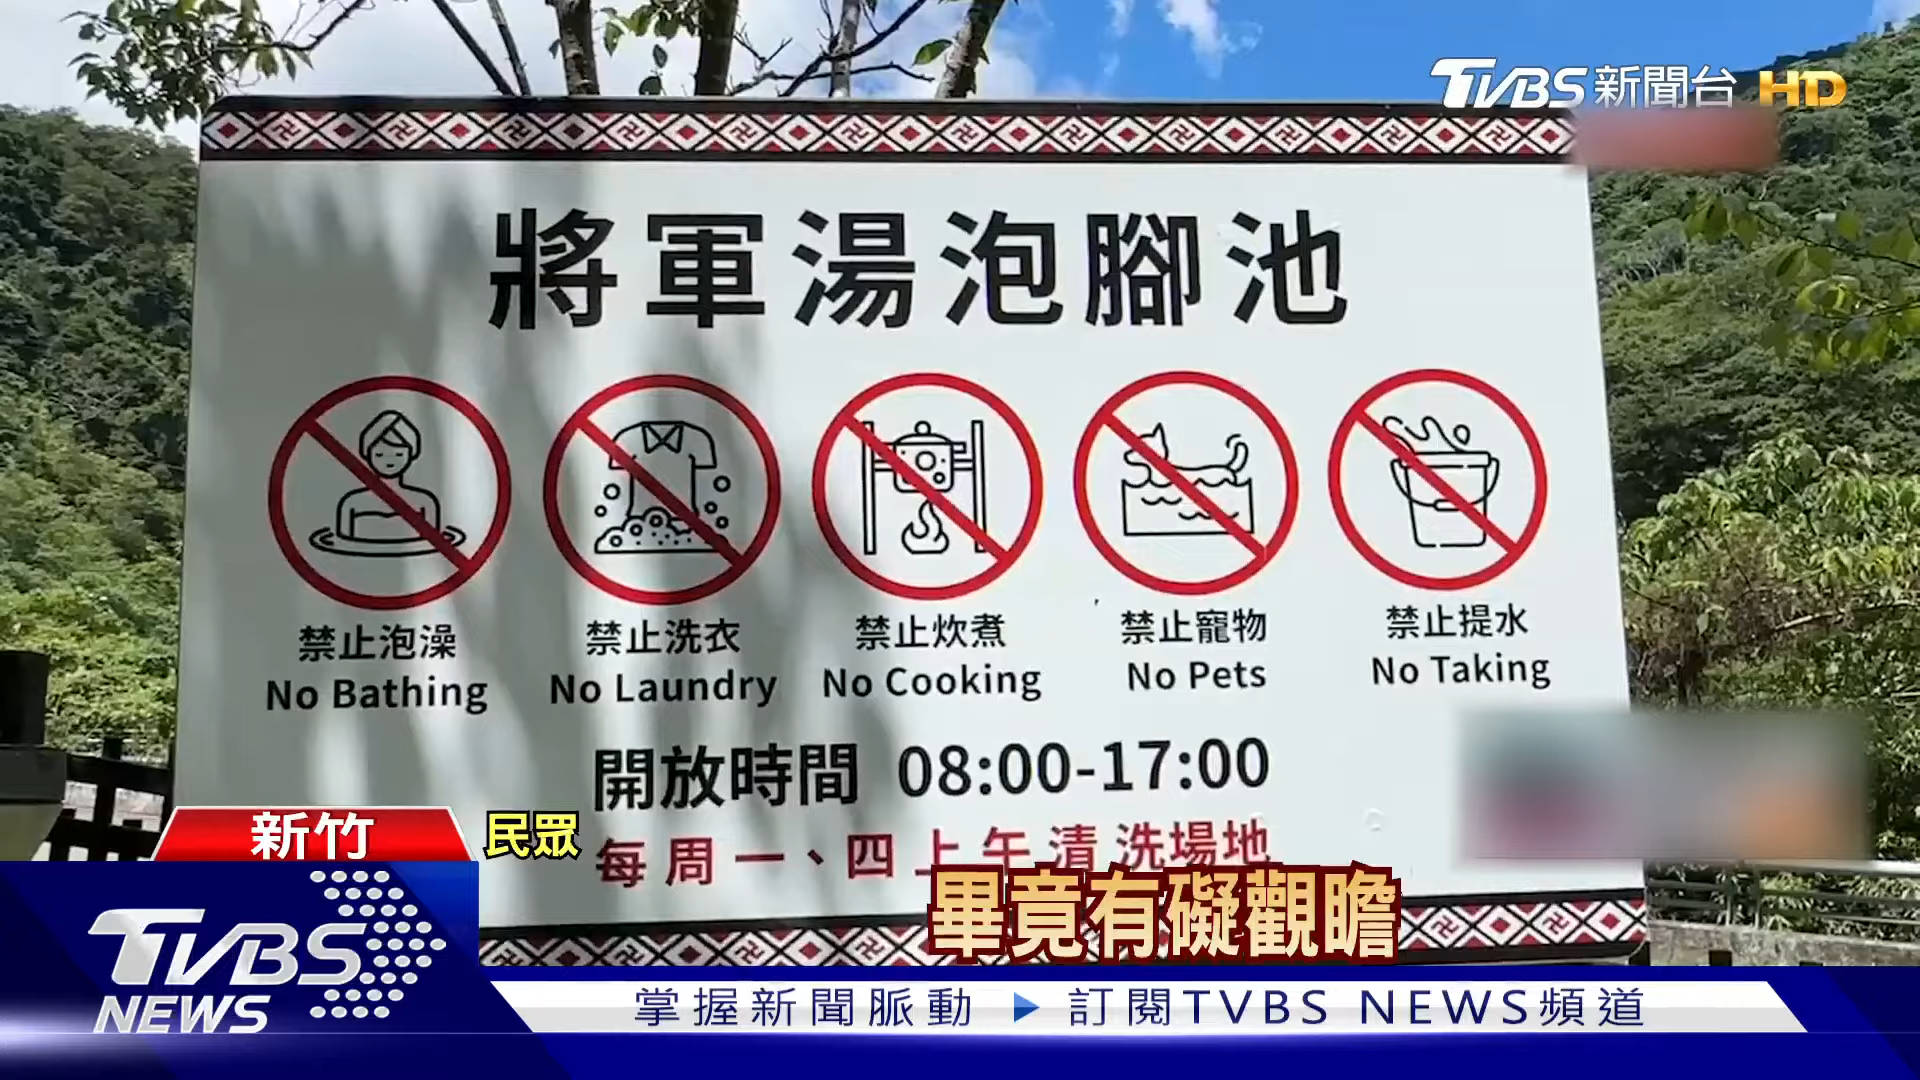 TVBS新聞台 HD
將軍湯泡腳池
禁止泡澡
No Bathing
禁止洗衣
No Laundry
禁止炊煮
No Cooking
禁止寵物
No Pets
禁止提水
No Taking
開放時間 08:00-17:00
每周一、四上午清洗場地
新竹
民眾
畢竟有礙觀瞻
TVBS
NEWS
掌握新聞脈動 ▶ 訂閱TVBS NEWS頻道